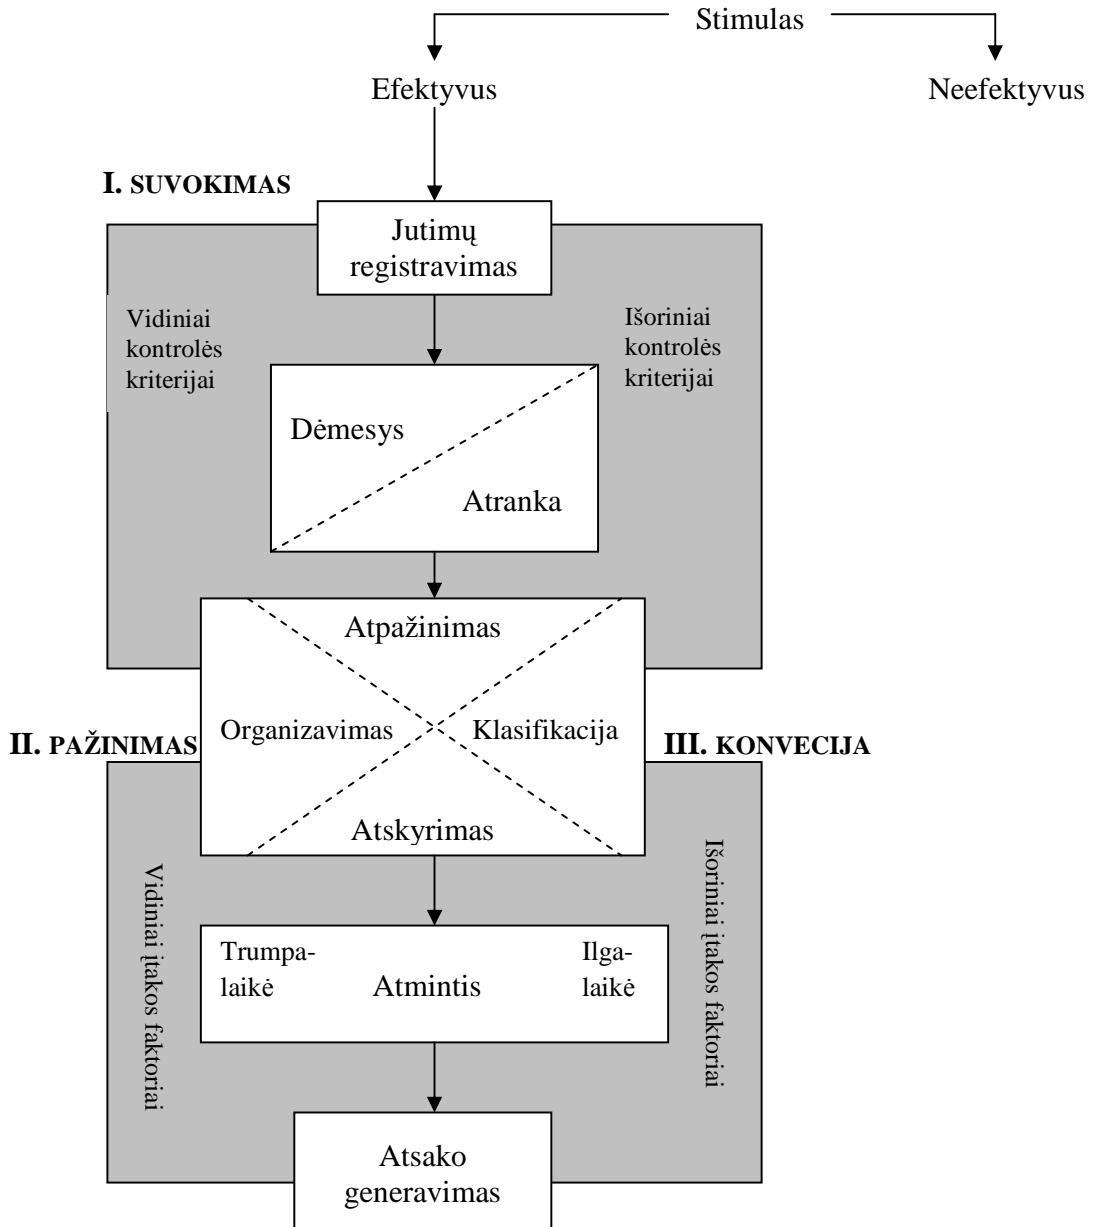 Stimulas
Efektyvus
Neefektyvus
I. SUVOKIMAS
Jutimų
registravimas
Vidiniai
kontrolės
kriterijai
Išoriniai
kontrolės
kriterijai
Dėmesys
Atranka
Atpažinimas
Organizavimas
Klasifikacija
II. PAŽINIMAS
III. KONVECIJA
Atskyrimas
Vidiniai įtakos faktoriai
Išoriniai įtakos faktoriai
Trumpa-
laikė
Atmintis
Ilga-
laikė
Atsako
generavimas